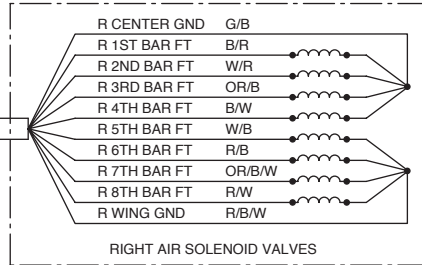 R CENTER GND G/B
R 1ST BAR FT B/R
R 2ND BAR FT W/R
R 3RD BAR FT OR/B
R 4TH BAR FT B/W
R 5TH BAR FT W/B
R 6TH BAR FT R/B
R 7TH BAR FT OR/B/W
R 8TH BAR FT R/W
R WING GND R/B/W
RIGHT AIR SOLENOID VALVES